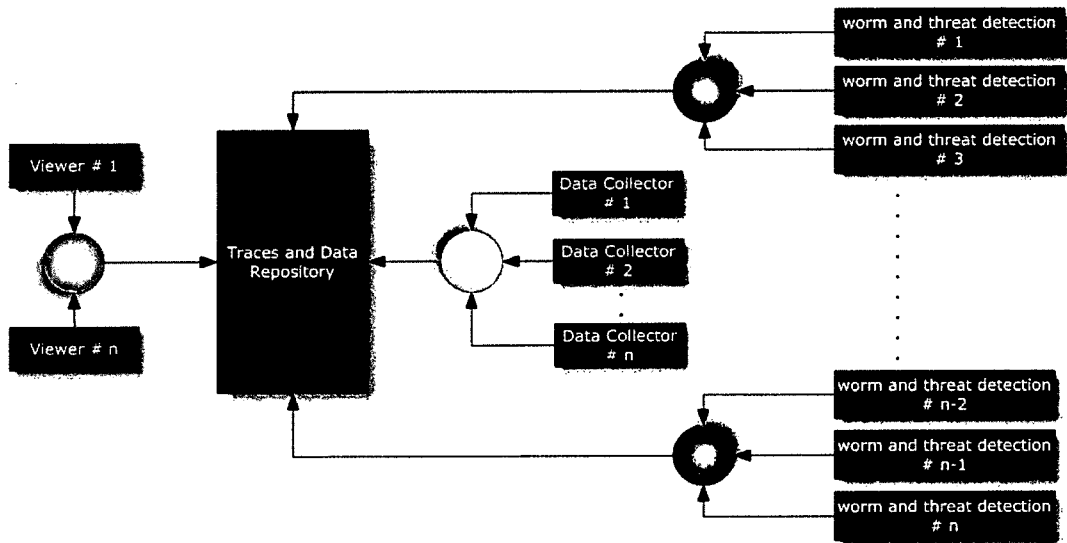 Viewer # 1
Viewer # n
Traces and Data
Repository
Data Collector
# 1
Data Collector
# 2
Data Collector
# n
worm and threat detection
# 1
worm and threat detection
# 2
worm and threat detection
# 3
worm and threat detection
# n-2
worm and threat detection
# n-1
worm and threat detection
# n